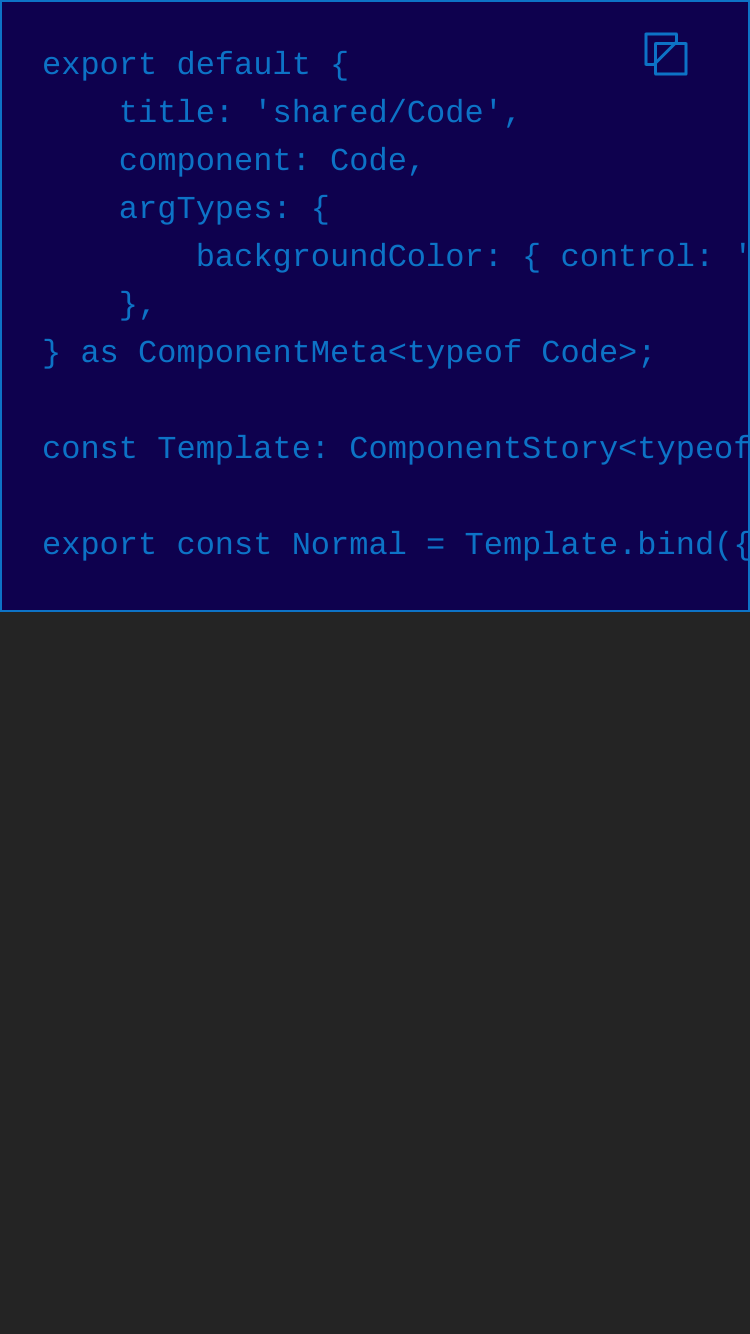 export default {
    title: 'shared/Code',
    component: Code,
    argTypes: {
        backgroundColor: { control: '
    },
} as ComponentMeta<typeof Code>;
const Template: ComponentStory<typeof
export const Normal = Template.bind({